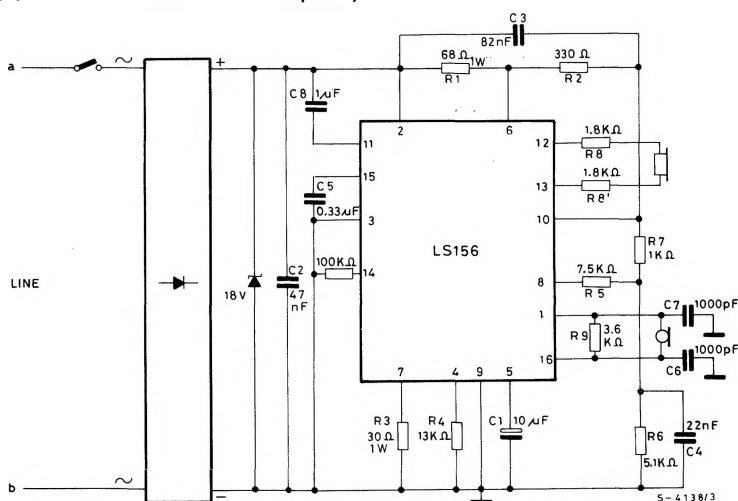 C3
82nF
68Ω
1W
R1
330 Ω
R2
a
~
+
C8
1μF
2
6
11
12
1.8KΩ
R8
15
C5
0.33μF
3
13
1.8KΩ
R8'
10
LS156
R7
1KΩ
LINE
18V
C2
47
nF
100KΩ
14
8
7.5KΩ
R5
1
C7
1000pF
R9
3.6
KΩ
16
1000pF
C6
7
4
9
5
R3
30Ω
1W
R4
13KΩ
C1
10μF
R6
5.1KΩ
22nF
C4
b
~
−
S-4138/3